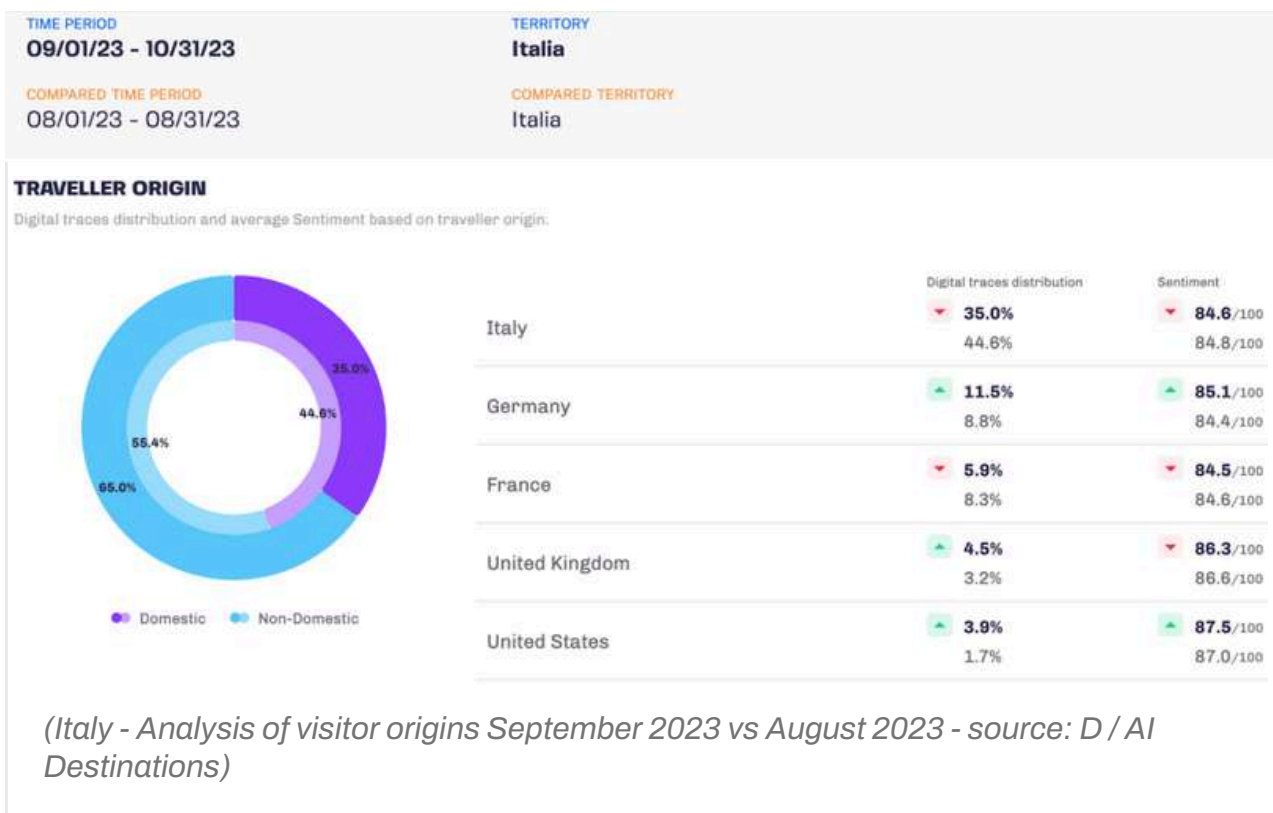 TIME PERIOD
09/01/23 - 10/31/23
TERRITORY
Italia
COMPARED TIME PERIOD
08/01/23 - 08/31/23
COMPARED TERRITORY
Italia
TRAVELLER ORIGIN
Digital traces distribution and average Sentiment based on traveller origin.
35.0%
44.6%
55.4%
65.0%
Domestic Non-Domestic
Digital traces distribution Sentiment
Italy 35.0% 84.6/100
44.6% 84.8/100
Germany 11.5% 85.1/100
8.8% 84.4/100
France 5.9% 84.5/100
8.3% 84.6/100
United Kingdom 4.5% 86.3/100
3.2% 86.6/100
United States 3.9% 87.5/100
1.7% 87.0/100
(Italy - Analysis of visitor origins September 2023 vs August 2023 - source: D / AI
Destinations)